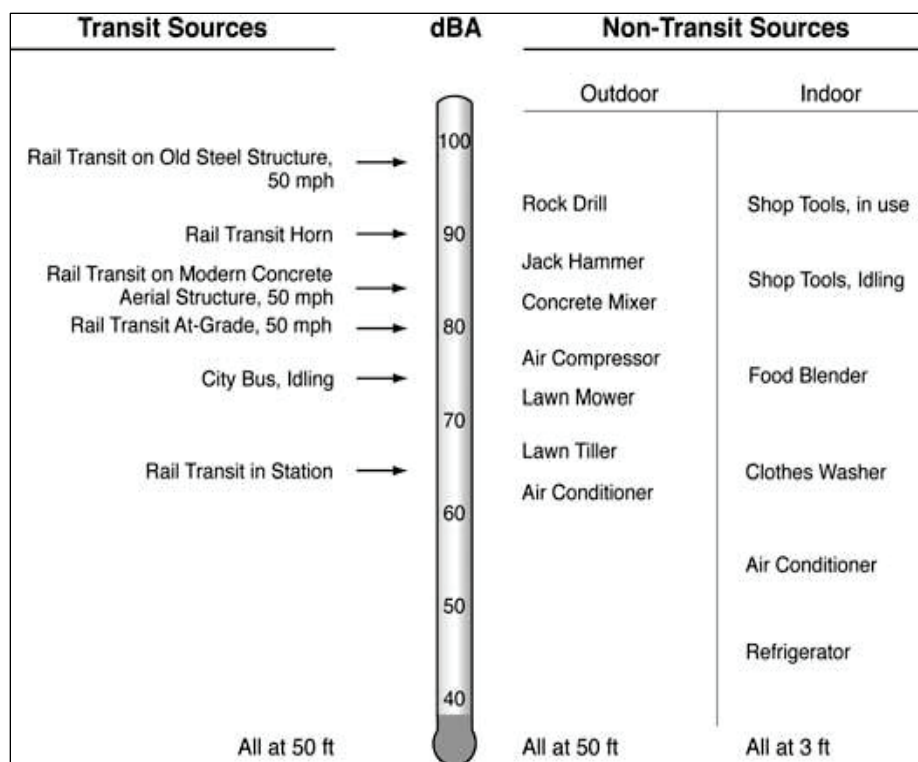 Transit Sources
dBA
Non-Transit Sources
Outdoor
Indoor
100
Rail Transit on Old Steel Structure,
50 mph
Rock Drill
Shop Tools, in use
Rail Transit Horn
90
Jack Hammer
Rail Transit on Modern Concrete
Aerial Structure, 50 mph
Shop Tools, Idling
Concrete Mixer
Rail Transit At-Grade, 50 mph
80
Air Compressor
City Bus, Idling
Food Blender
Lawn Mower
70
Lawn Tiller
Rail Transit in Station
Clothes Washer
Air Conditioner
60
Air Conditioner
50
Refrigerator
40
All at 50 ft
All at 50 ft
All at 3 ft